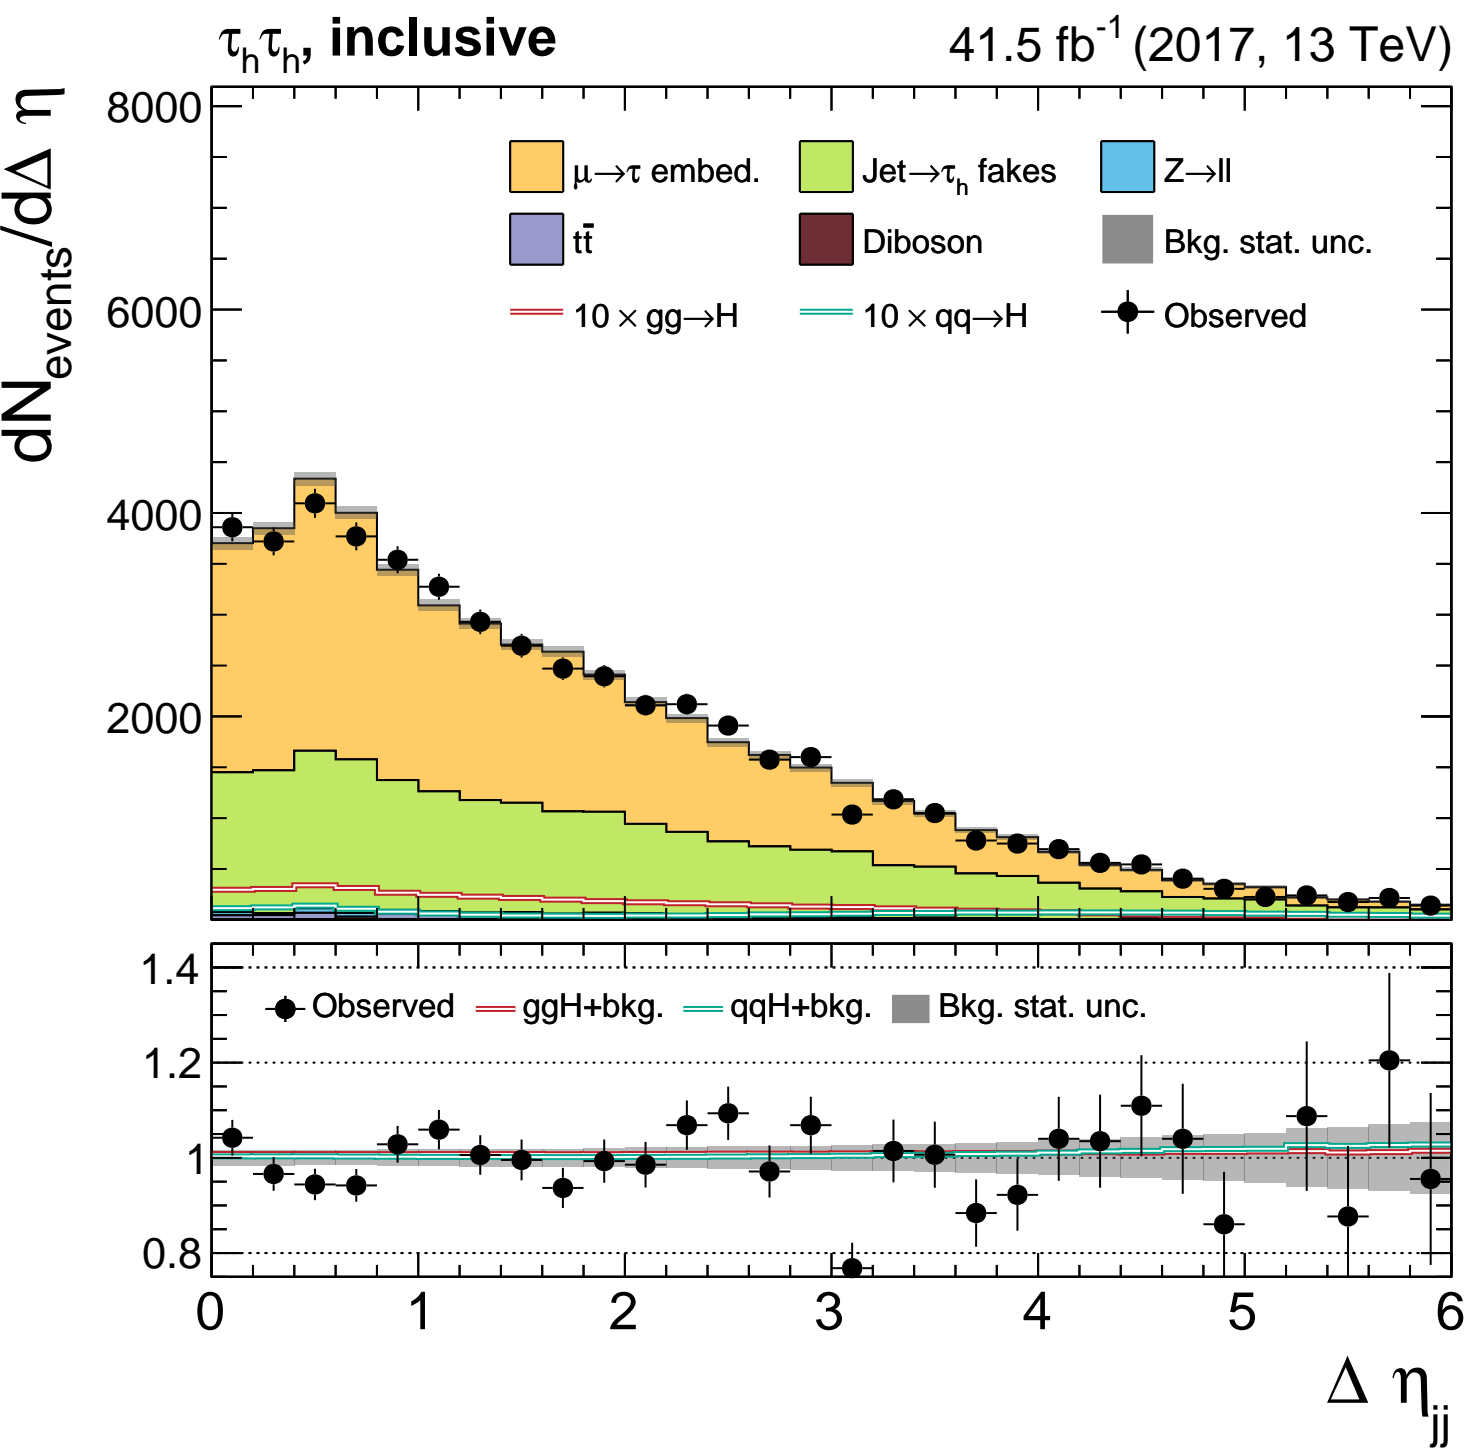 τhτh, inclusive 41.5 fb-1 (2017, 13 TeV)
dNevents/dΔ η
8000
6000
4000
2000
μ→τ embed. Jet→τh fakes Z→ll
tt̄ Diboson Bkg. stat. unc.
10 × gg→H 10 × qq→H Observed
1.4
1.2
1
0.8
Observed ggH+bkg. qqH+bkg. Bkg. stat. unc.
0 1 2 3 4 5 6
Δ ηjj